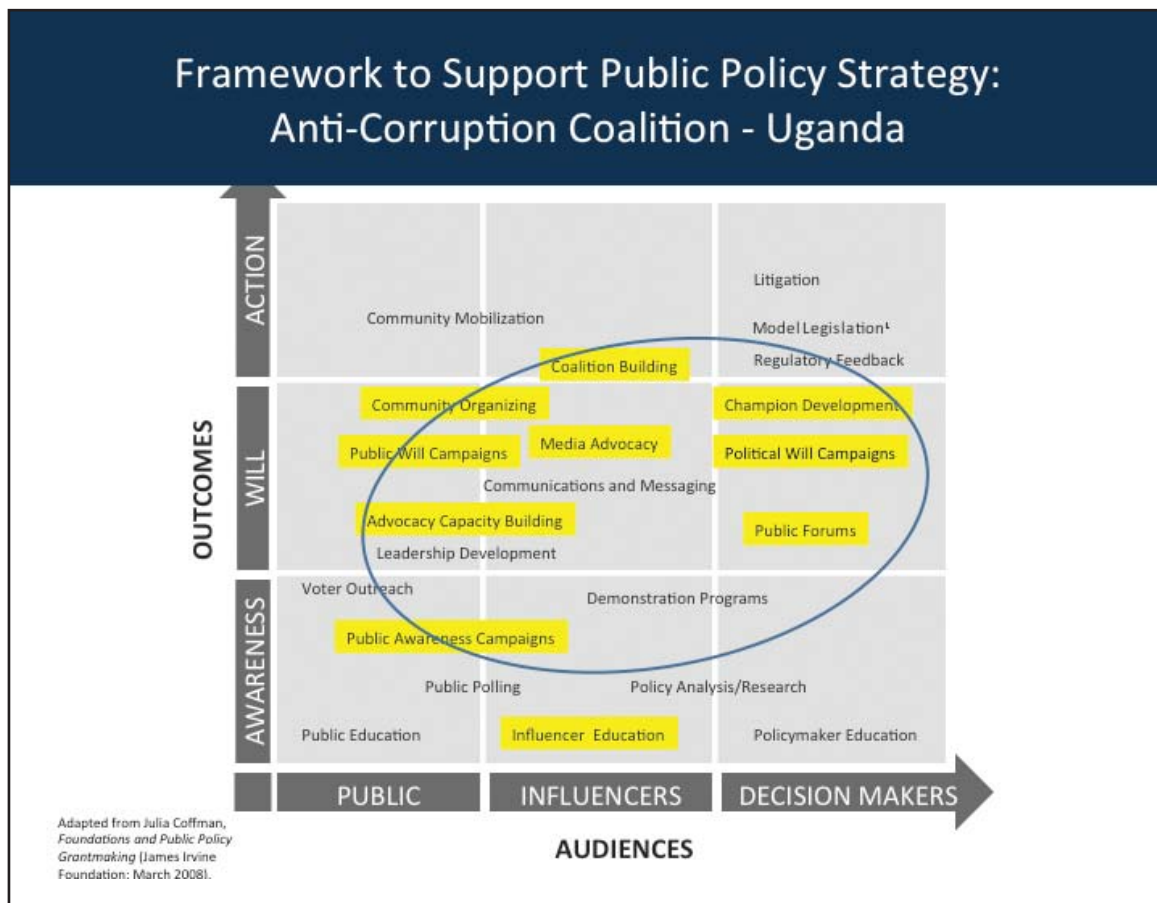 Framework to Support Public Policy Strategy:
Anti-Corruption Coalition - Uganda
OUTCOMES
ACTION
Litigation
Community Mobilization
Model Legislation
Coalition Building
Regulatory Feedback
WILL
Community Organizing
Champion Development
Public Will Campaigns
Media Advocacy
Political Will Campaigns
Communications and Messaging
Advocacy Capacity Building
Public Forums
Leadership Development
AWARENESS
Voter Outreach
Demonstration Programs
Public Awareness Campaigns
Public Polling
Policy Analysis/Research
Public Education
Influencer Education
Policymaker Education
PUBLIC
INFLUENCERS
DECISION MAKERS
AUDIENCES
Adapted from Julia Coffman,
Foundations and Public Policy
Grantmaking (James Irvine
Foundation: March 2008).